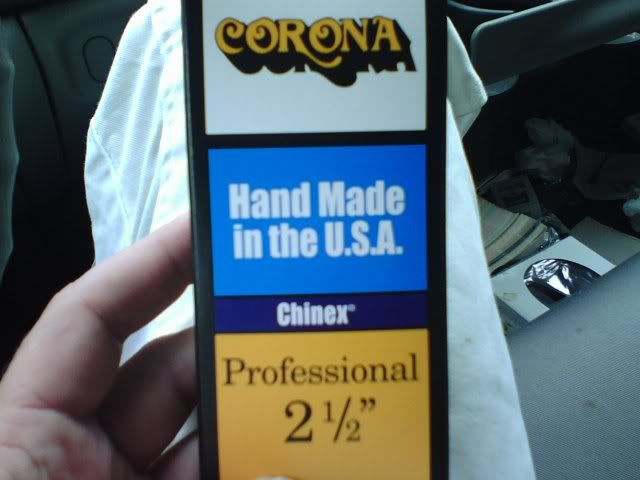 CORONA
Hand Made
in the U.S.A.
Chinex®
Professional
2 ½"